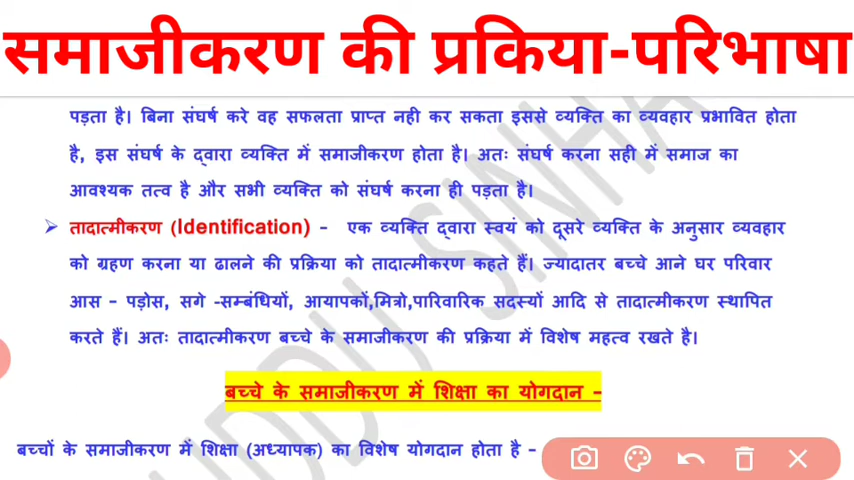 समाजीकरण की प्रकिया-परिभाषा
पड़ता है। बिना संघर्ष करे वह सफलता प्राप्त नही कर सकता इससे व्यक्ति का व्यवहार प्रभावित होता
है, इस संघर्ष के द्वारा व्यक्ति में समाजीकरण होता है। अतः संघर्ष करना सही में समाज का
आवश्यक तत्व है और सभी व्यक्ति को संघर्ष करना ही पड़ता है।
➢ तादात्मीकरण (Identification) – एक व्यक्ति द्वारा स्वयं को दूसरे व्यक्ति के अनुसार व्यवहार
को ग्रहण करना या ढालने की प्रक्रिया को तादात्मीकरण कहते हैं। ज्यादातर बच्चे आने घर परिवार
आस – पड़ोस, सगे -सम्बंधियों, आयापकों,मित्रो,पारिवारिक सदस्यों आदि से तादात्मीकरण स्थापित
करते हैं। अतः तादात्मीकरण बच्चे के समाजीकरण की प्रक्रिया में विशेष महत्व रखते है।
बच्चे के समाजीकरण में शिक्षा का योगदान –
बच्चों के समाजीकरण में शिक्षा (अध्यापक) का विशेष योगदान होता है –